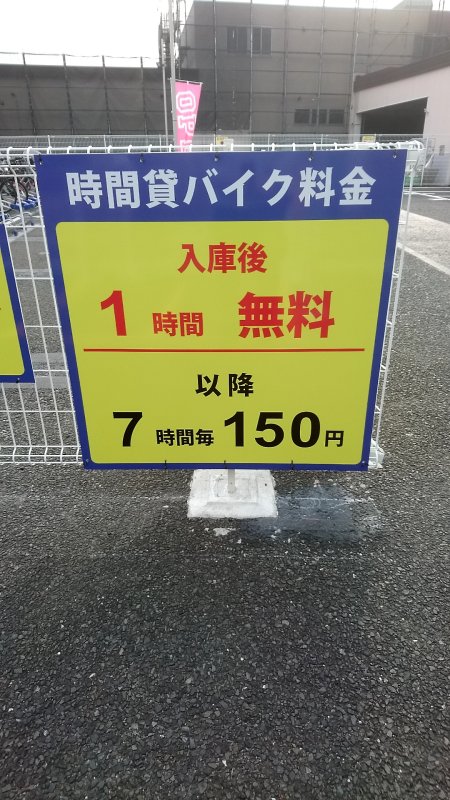 時間貸バイク料金
入庫後
1 時間 無料
以降
7 時間毎 150円